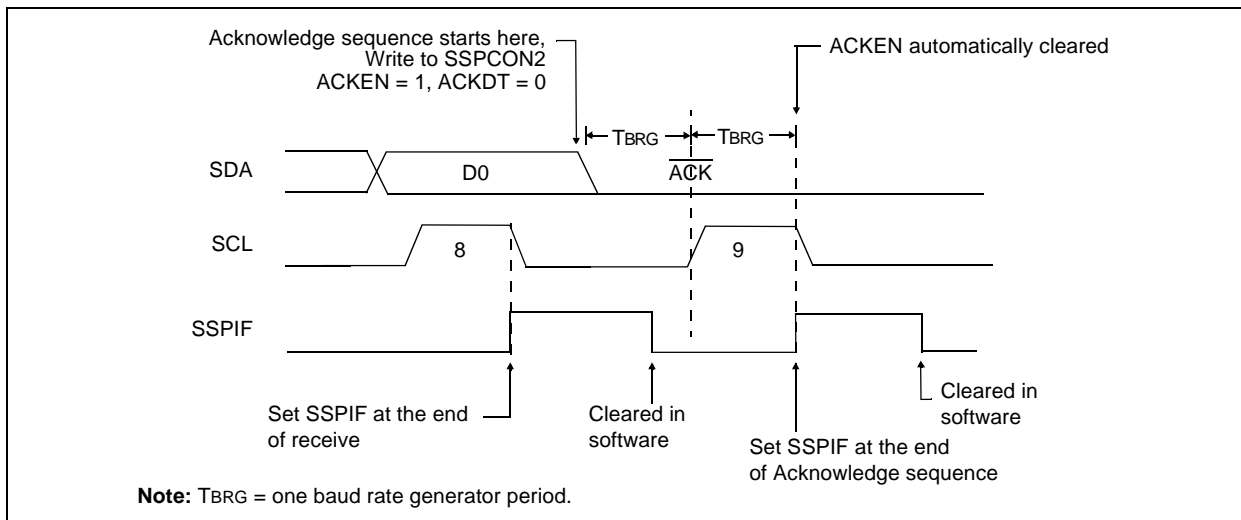 Acknowledge sequence starts here,
Write to SSPCON2
ACKEN = 1, ACKDT = 0
ACKEN automatically cleared
TBRG
TBRG
SDA
D0
ACK
SCL
8
9
SSPIF
Set SSPIF at the end
of receive
Cleared in
software
Set SSPIF at the end
of Acknowledge sequence
Cleared in
software
Note: TBRG = one baud rate generator period.